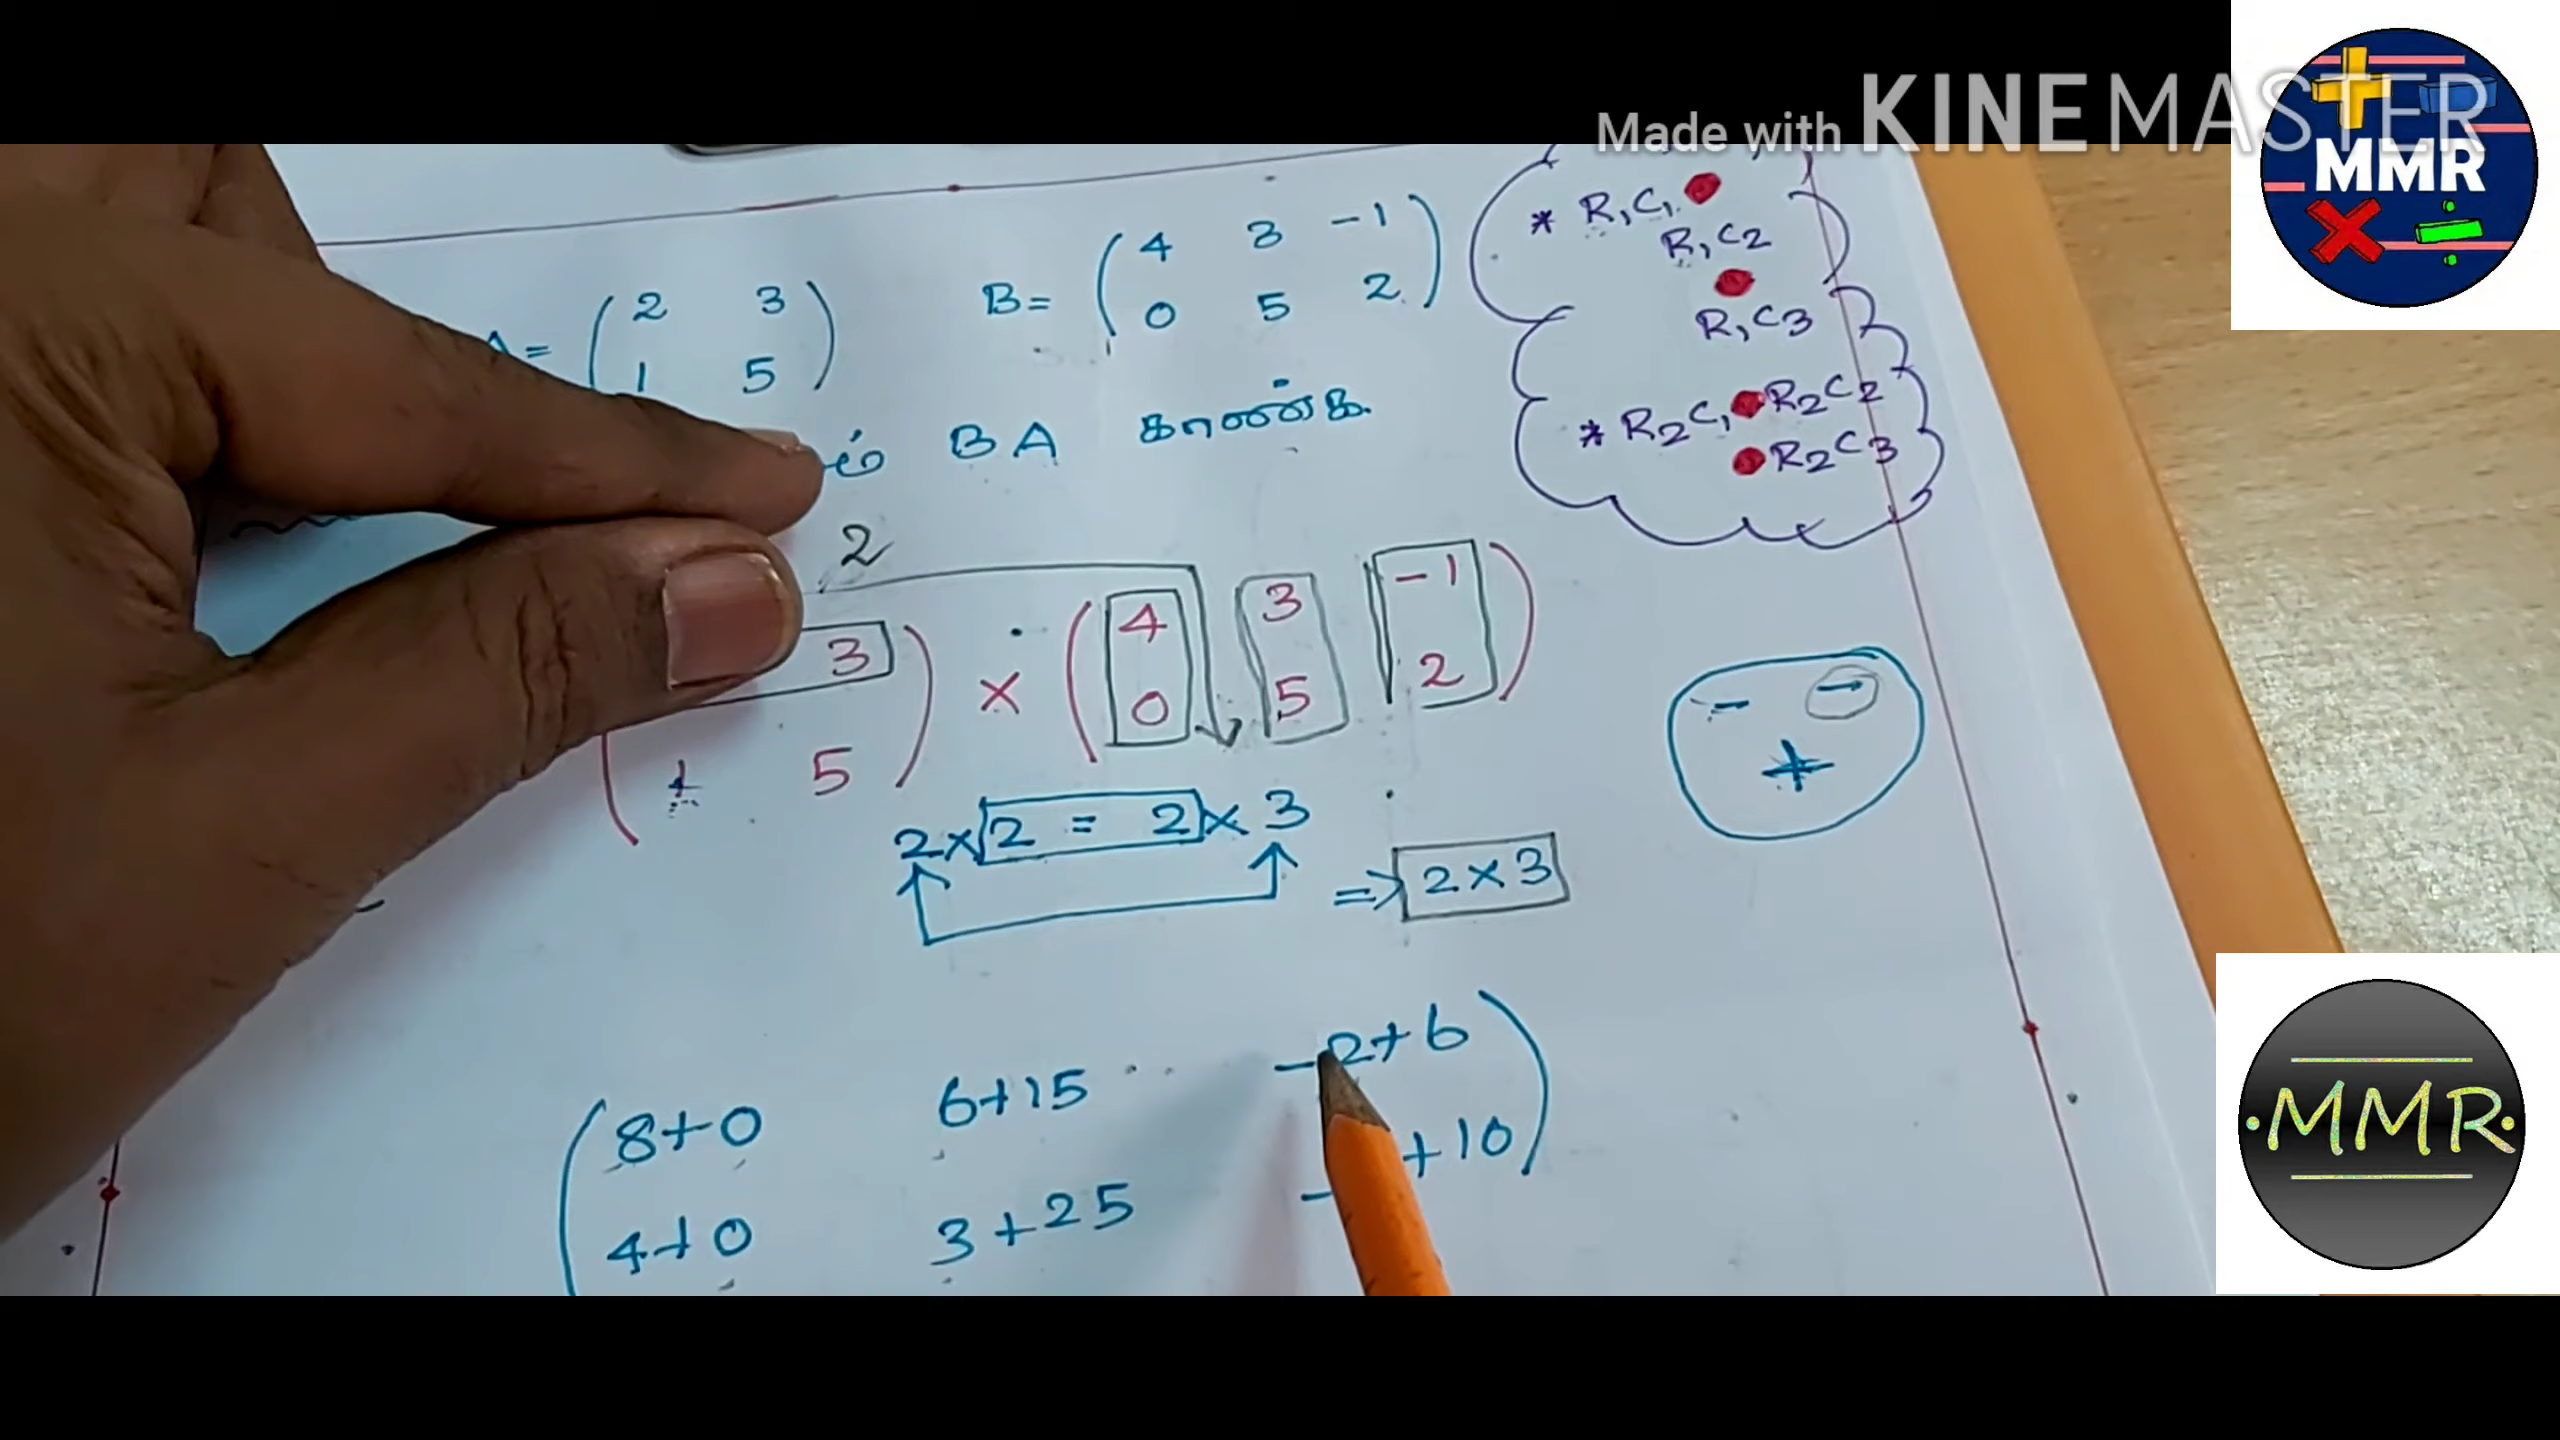 Made with KINEMASTER
MMR
A = ( 2 3 ) B = ( 4 3 -1 )
( 1 5 ) ( 0 5 2 )
* R1C1
R1C2
R1C3
* R2C1 R2C2
R2C3
BA காண்க
2
3 ) × ( 4 3 -1 )
5 ) ( 0 5 2 )
2×2 = 2×3
=> 2×3
- -
+
( 8+0 6+15 -2+6 )
4+0 3+25 - +10
MMR